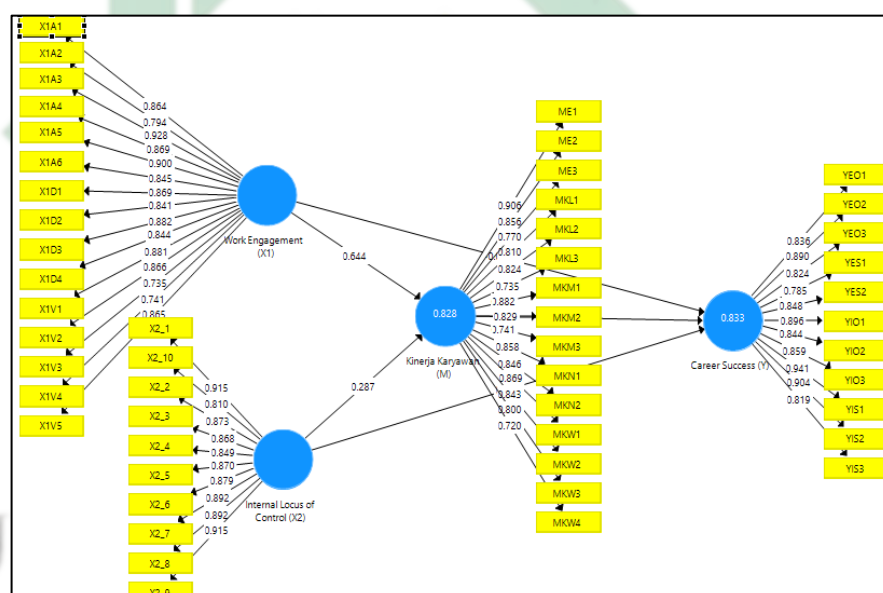 X1A1
X1A2
X1A3
X1A4
X1A5
X1A6
X1D1
X1D2
X1D3
X1D4
X1V1
X1V2
X1V3
X1V4
X1V5
0.864
0.794
0.928
0.869
0.900
0.845
0.869
0.841
0.882
0.844
0.881
0.866
0.735
0.741
0.865
Work Engagement
(X1)
0.644
X2_1
X2_10
X2_2
X2_3
X2_4
X2_5
X2_6
X2_7
X2_8
X2_9
0.915
0.810
0.873
0.868
0.849
0.870
0.879
0.892
0.892
0.915
Internal Locus of
Control (X2)
0.287
0.828
Kinerja Karyawan
(M)
0.906
0.856
0.770
0.810
0.824
0.735
0.882
0.829
0.741
0.858
0.846
0.869
0.843
0.800
0.720
ME1
ME2
ME3
MKL1
MKL2
MKL3
MKM1
MKM2
MKM3
MKN1
MKN2
MKW1
MKW2
MKW3
MKW4
0.833
Career Success (Y)
0.836
0.890
0.824
0.785
0.848
0.896
0.844
0.859
0.941
0.904
0.819
YEO1
YEO2
YEO3
YES1
YES2
YIO1
YIO2
YIO3
YIS1
YIS2
YIS3